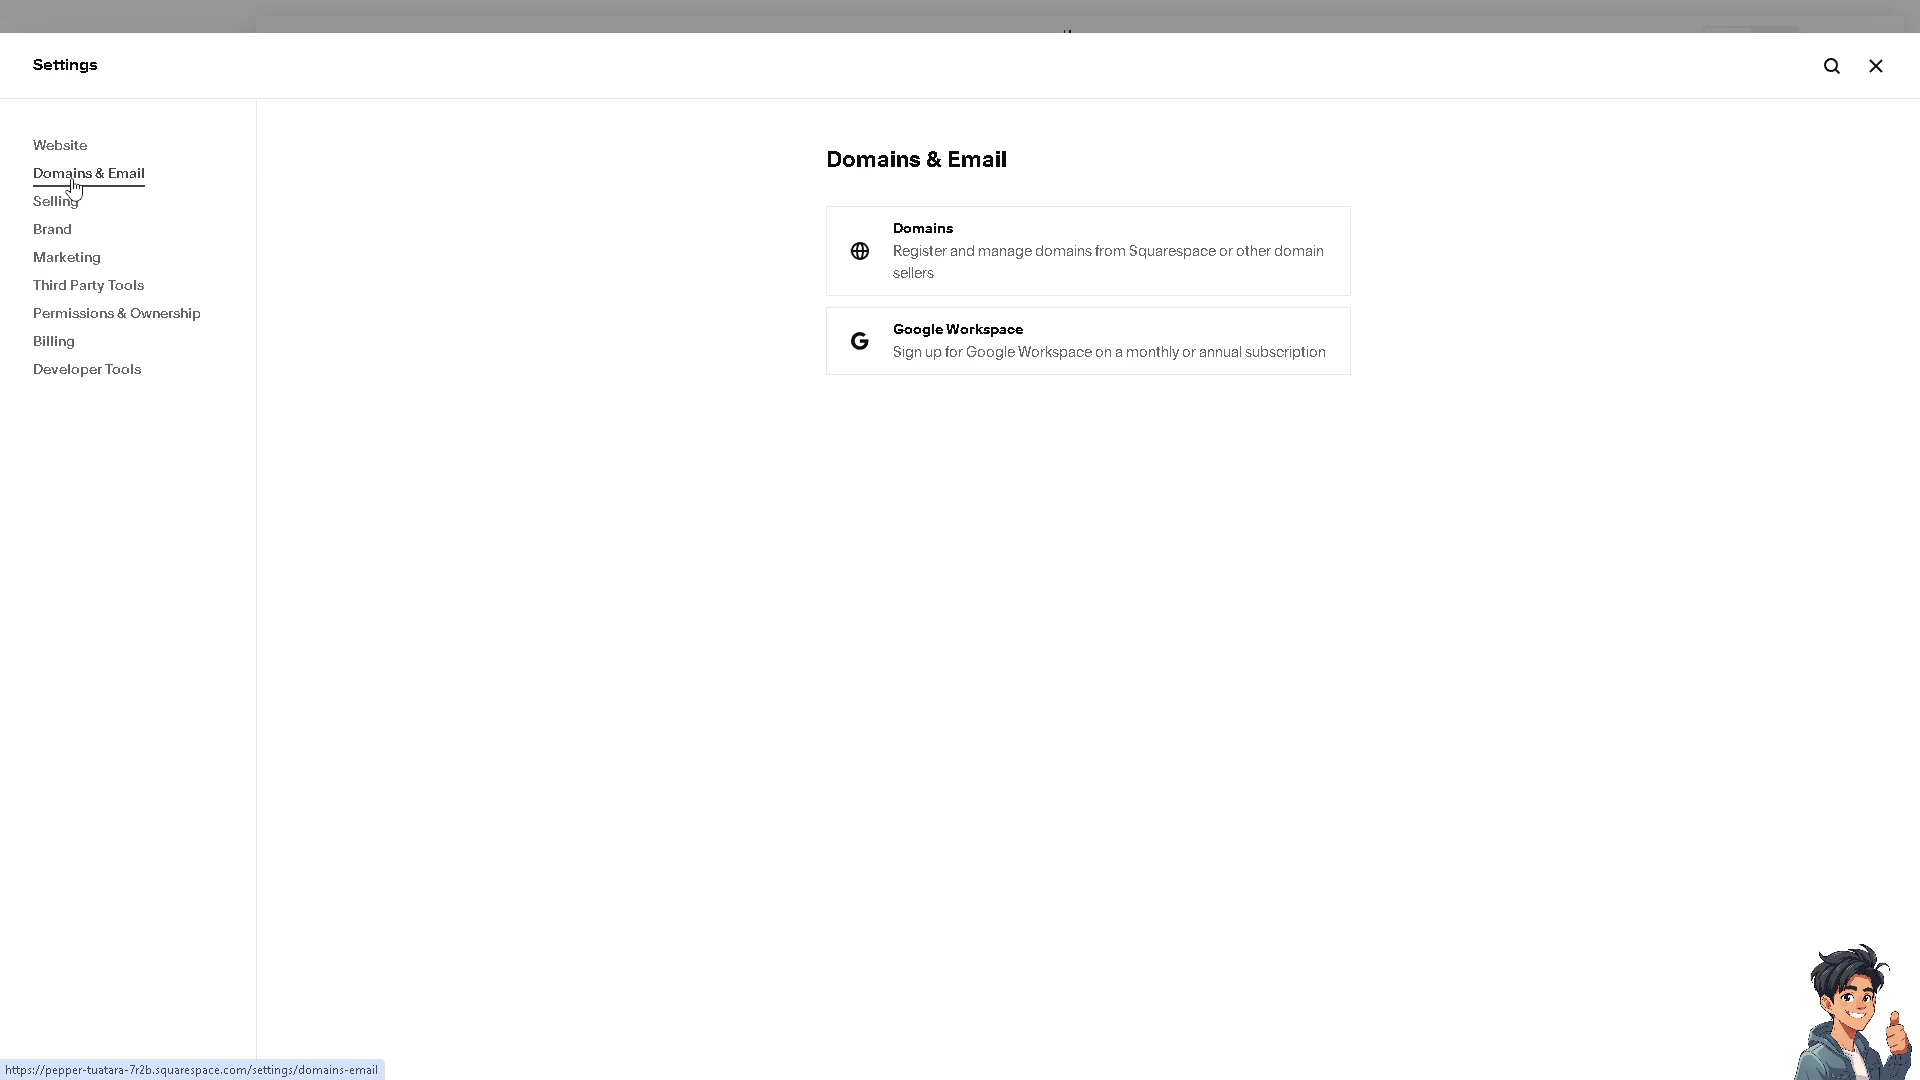 Settings
Website
Domains & Email
Selling
Brand
Marketing
Third Party Tools
Permissions & Ownership
Billing
Developer Tools
Domains & Email
Domains
Register and manage domains from Squarespace or other domain
sellers
Google Workspace
Sign up for Google Workspace on a monthly or annual subscription
https://pepper-tuatara-7r2b.squarespace.com/settings/domains-email